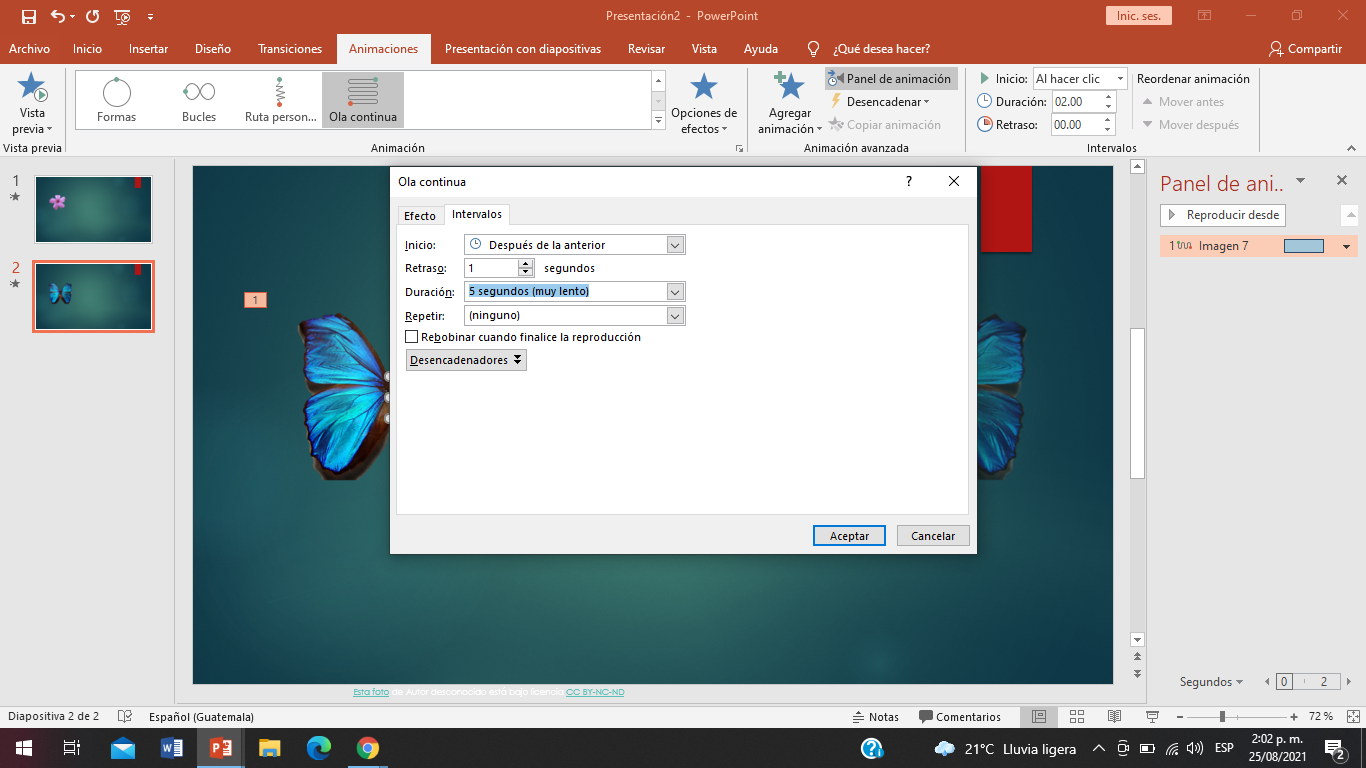 Presentación2 - PowerPoint
Inic. ses.
Archivo Inicio Insertar Diseño Transiciones Animaciones Presentación con diapositivas Revisar Vista Ayuda ¿Qué desea hacer? Compartir
Vista previa
Formas
Bucles
Ruta person...
Ola continua
Opciones de efectos
Agregar animación
Panel de animación
Desencadenar
Copiar animación
Inicio: Al hacer clic
Duración: 02.00
Retraso: 00.00
Reordenar animación
Mover antes
Mover después
Vista previa
Animación
Animación avanzada
Intervalos
1
2
1
Ola continua
?
Efecto
Intervalos
Inicio: Después de la anterior
Retraso: 1 segundos
Duración: 5 segundos (muy lento)
Repetir: (ninguno)
Rebobinar cuando finalice la reproducción
Desencadenadores
Aceptar
Cancelar
Esta foto de Autor desconocido está bajo licencia CC BY-NC-ND
Panel de ani..
Reproducir desde
1 Imagen 7
Segundos
0 2
Diapositiva 2 de 2
Español (Guatemala)
Notas
Comentarios
72 %
21°C Lluvia ligera
ESP
2:02 p. m.
25/08/2021
2